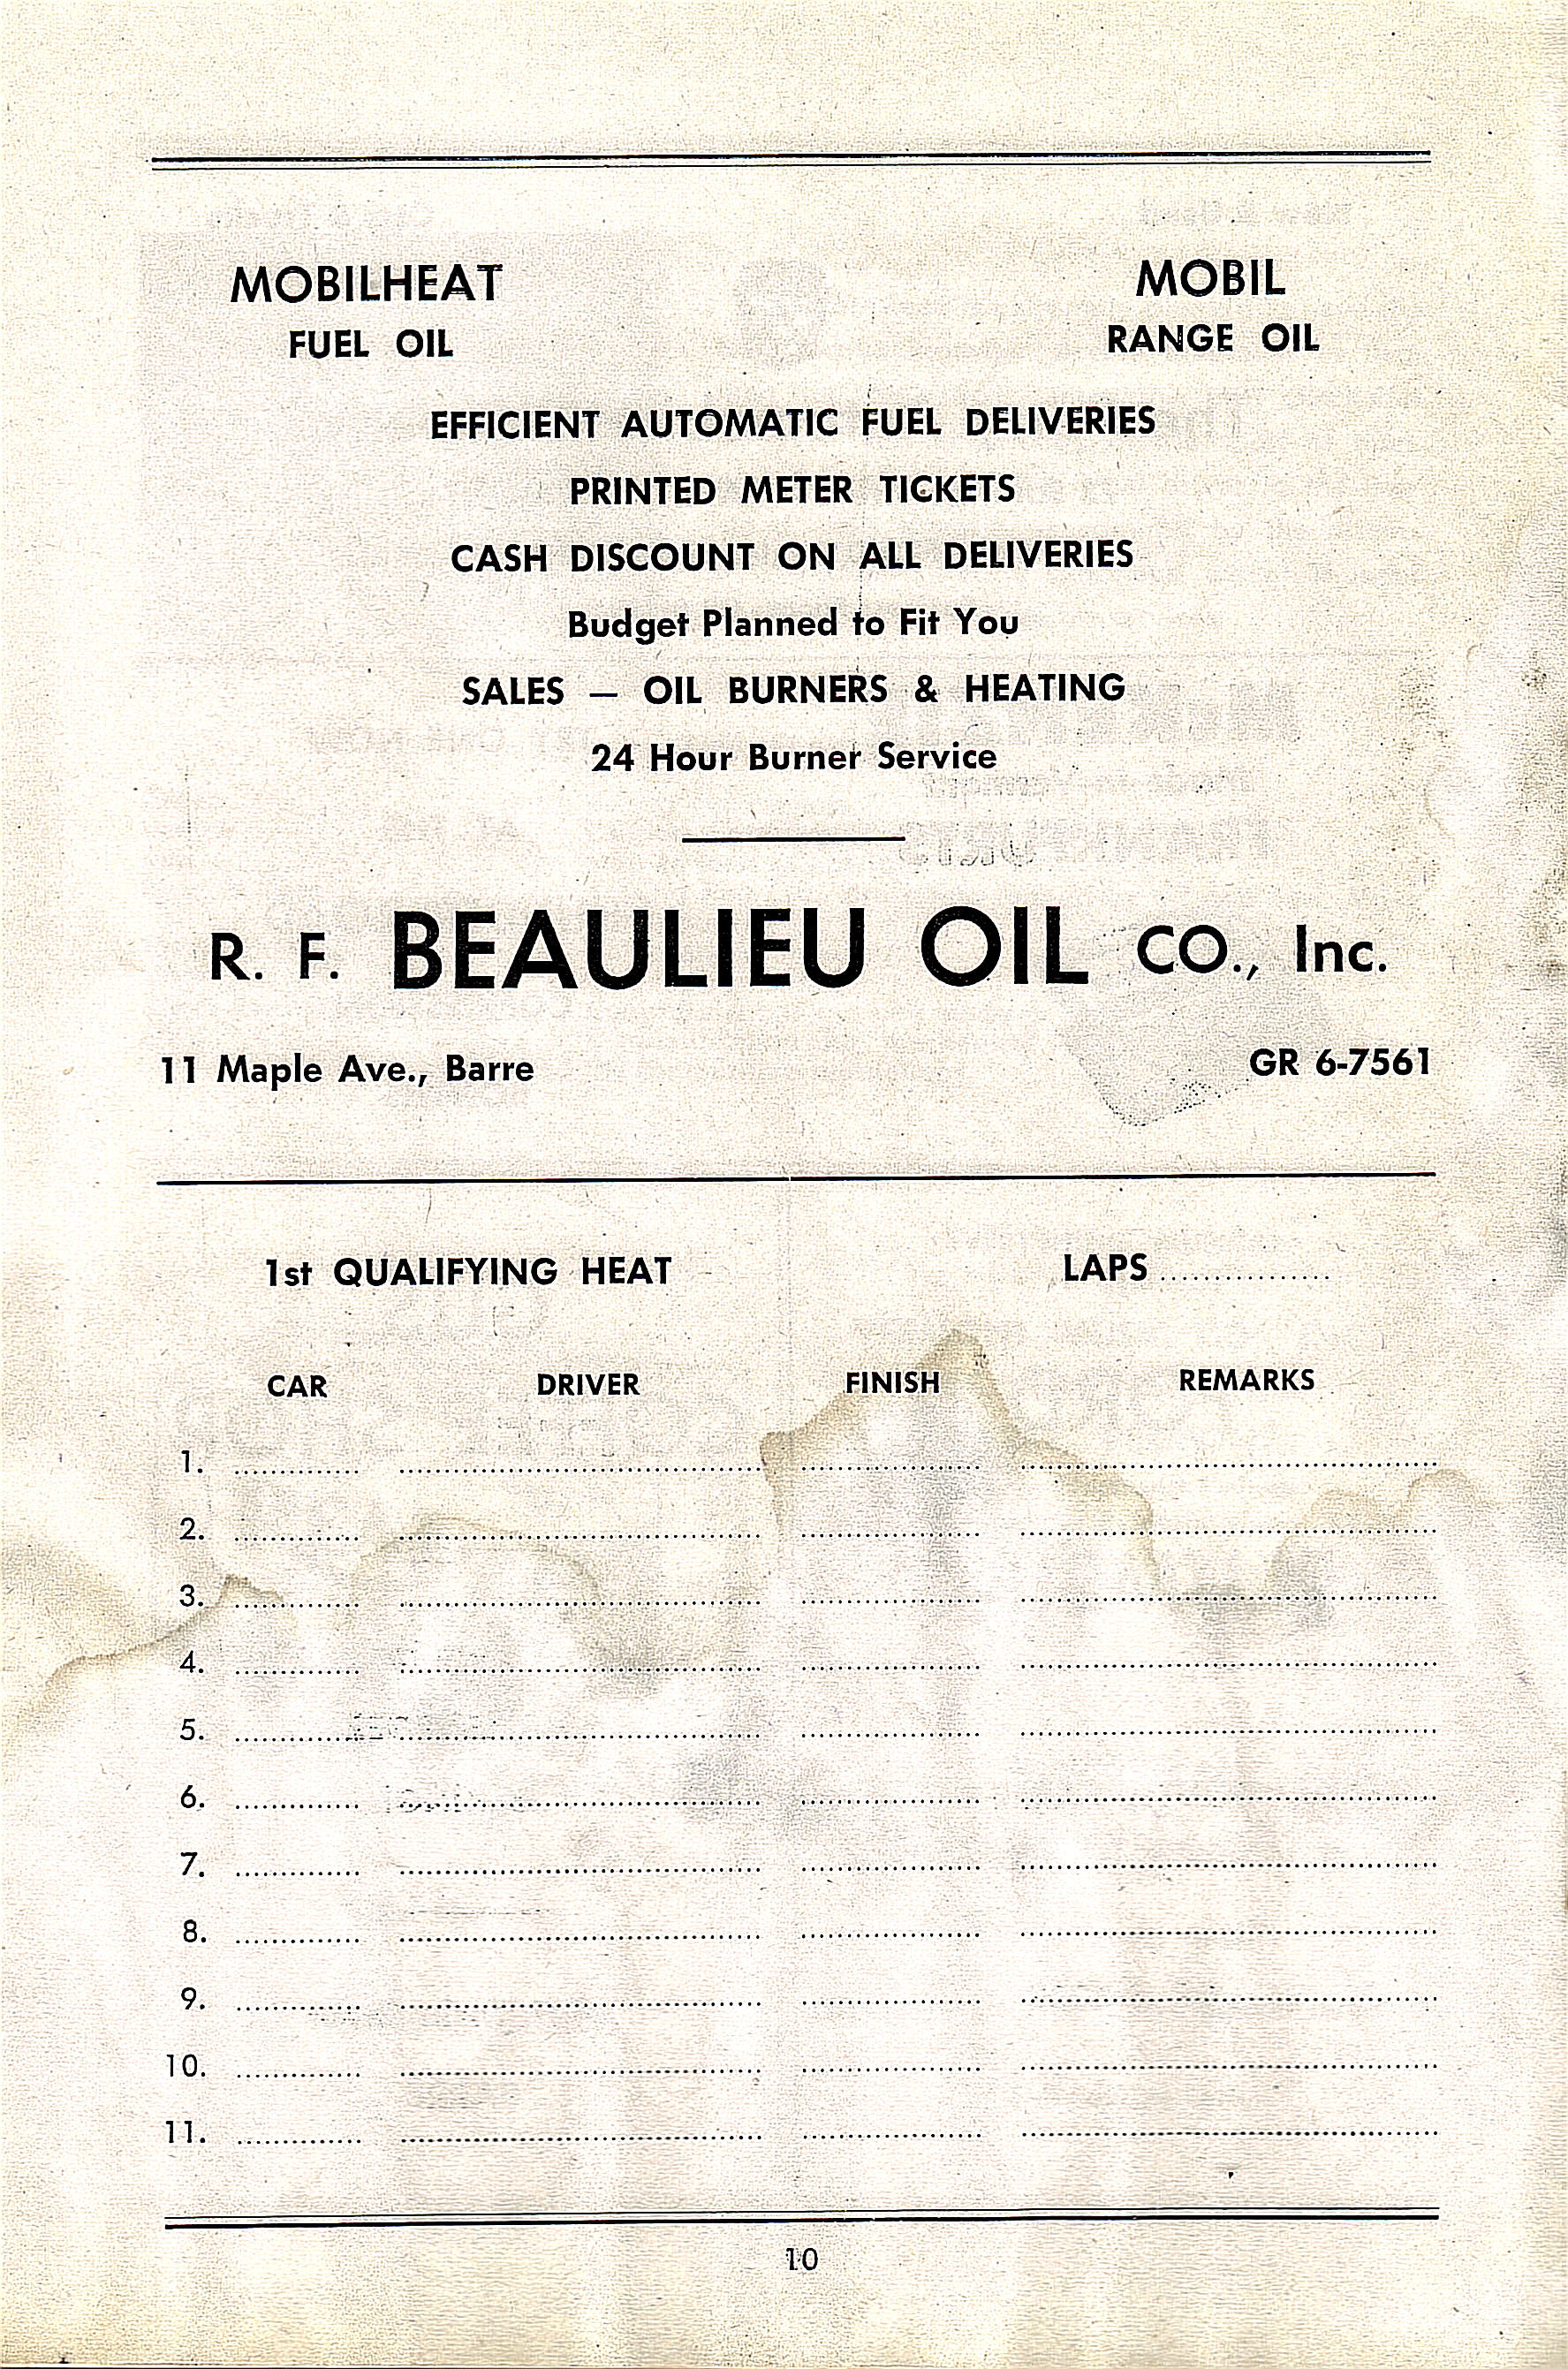 MOBILHEAT MOBIL
FUEL OIL RANGE OIL
EFFICIENT AUTOMATIC FUEL DELIVERIES
PRINTED METER TICKETS
CASH DISCOUNT ON ALL DELIVERIES
Budget Planned to Fit You
SALES — OIL BURNERS & HEATING
24 Hour Burner Service
R. F. BEAULIEU OIL CO., Inc.
11 Maple Ave., Barre GR 6-7561
1st QUALIFYING HEAT LAPS ...............
CAR DRIVER FINISH REMARKS
1.
2.
3.
4.
5.
6.
7.
8.
9.
10.
11.
10